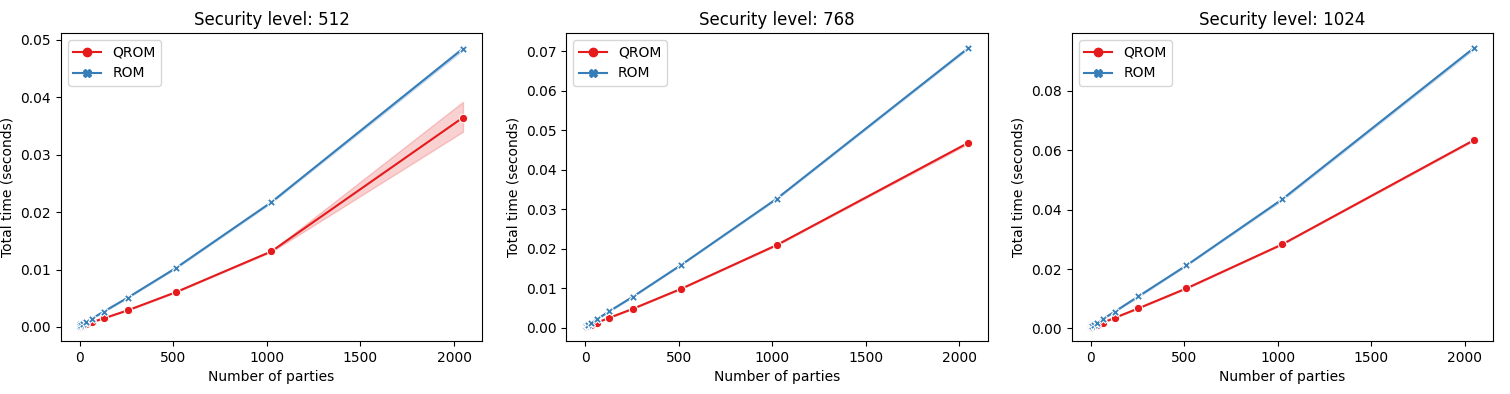 Security level: 512
QROM
ROM
0.05
0.04
0.03
0.02
0.01
0.00
Total time (seconds)
0
500
1000
1500
2000
Number of parties
Security level: 768
QROM
ROM
0.07
0.06
0.05
0.04
0.03
0.02
0.01
0.00
Total time (seconds)
0
500
1000
1500
2000
Number of parties
Security level: 1024
QROM
ROM
0.08
0.06
0.04
0.02
0.00
Total time (seconds)
0
500
1000
1500
2000
Number of parties